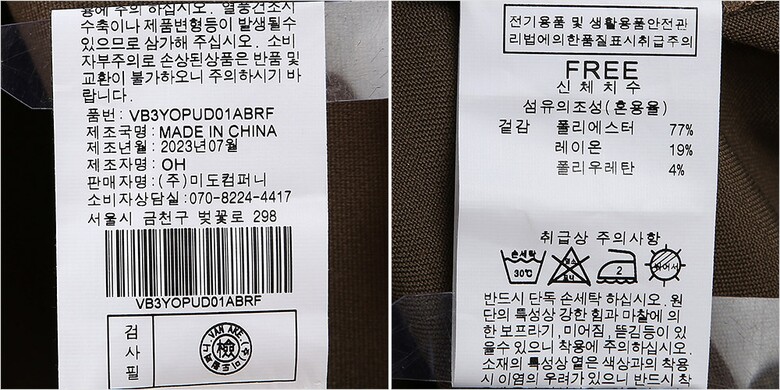 용에 주의 하십시오. 열풍건조시
수축이나 제품변형등이 발생될수
있으므로 삼가해 주십시오. 소비
자부주의로 손상된상품은 반품 및
교환이 불가하오니 주의하시기 바
랍니다.
품번: VB3YOPUD01ABRF
제조국명: MADE IN CHINA
제조년월: 2023년07월
제조자명: OH
판매자명: (주)미도컴퍼니
소비자상담실: 070-8224-4417
서울시 금천구 벚꽃로 298
VB3YOPUD01ABRF
검사필
檢
전기용품 및 생활용품안전관
리법에의한품질표시취급주의
FREE
신체치수
섬유의조성(혼용율)
겉감 폴리에스터 77%
레이온 19%
폴리우레탄 4%
취급상 주의사항
손세탁
30℃
2
드라이
반드시 단독 손세탁 하십시오. 원
단의 특성상 강한 힘과 마찰에 의
한 보프라기, 미어짐, 뜯김등이 있
을수 있으니 착용에 주의하십시오.
소재의 특성상 옅은 색상과의 착용
시 이염의 우려가 있으니 반드시 착